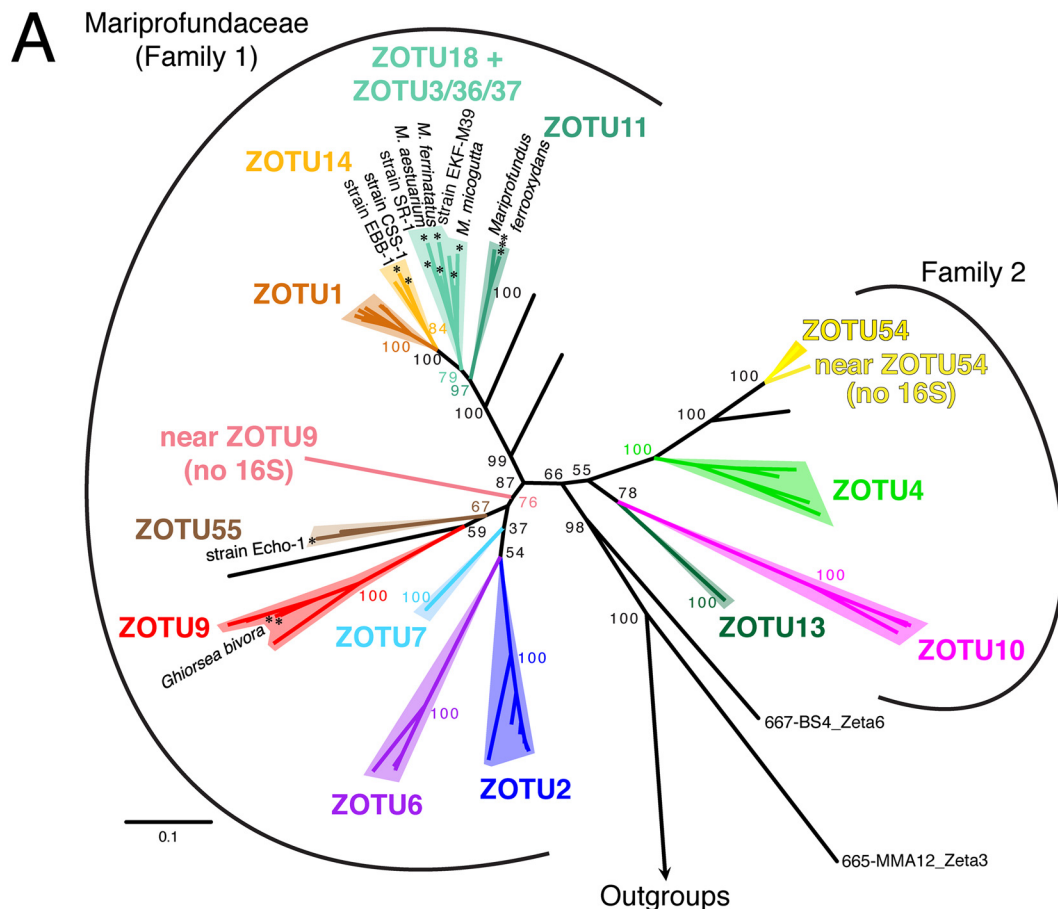 A
Mariprofundaceae
(Family 1)
ZOTU18 +
ZOTU3/36/37
ZOTU11
ZOTU14
strain EBB-1
strain CSS-1
strain SR-1
M. aestuarium
M. ferrinatatus
strain EKF-M39
M. micogutta
Mariprofundus
ferrooxydans
* * * * * * * * * * * *
ZOTU1
100
84
100
100
79
97
100
99
87
76
near ZOTU9
(no 16S)
ZOTU55
67
strain Echo-1*
59
37
54
ZOTU9
100
**
Ghiorsea bivora
100
ZOTU7
100
ZOTU6
100
ZOTU2
66
55
98
100
Family 2
ZOTU54
near ZOTU54
(no 16S)
100
100
100
ZOTU4
78
100
ZOTU13
100
ZOTU10
667-BS4_Zeta6
665-MMA12_Zeta3
Outgroups
0.1